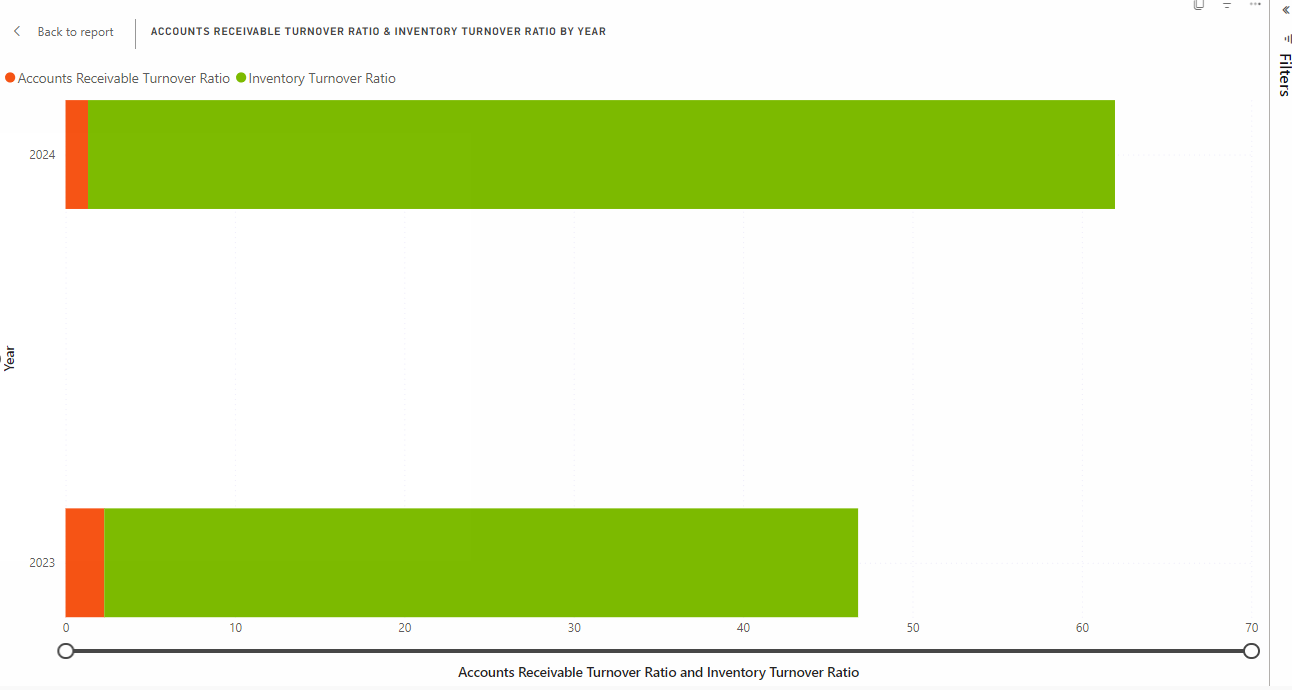 Back to report
ACCOUNTS RECEIVABLE TURNOVER RATIO & INVENTORY TURNOVER RATIO BY YEAR
Filters
Accounts Receivable Turnover Ratio Inventory Turnover Ratio
2024
Year
2023
0 10 20 30 40 50 60 70
Accounts Receivable Turnover Ratio and Inventory Turnover Ratio